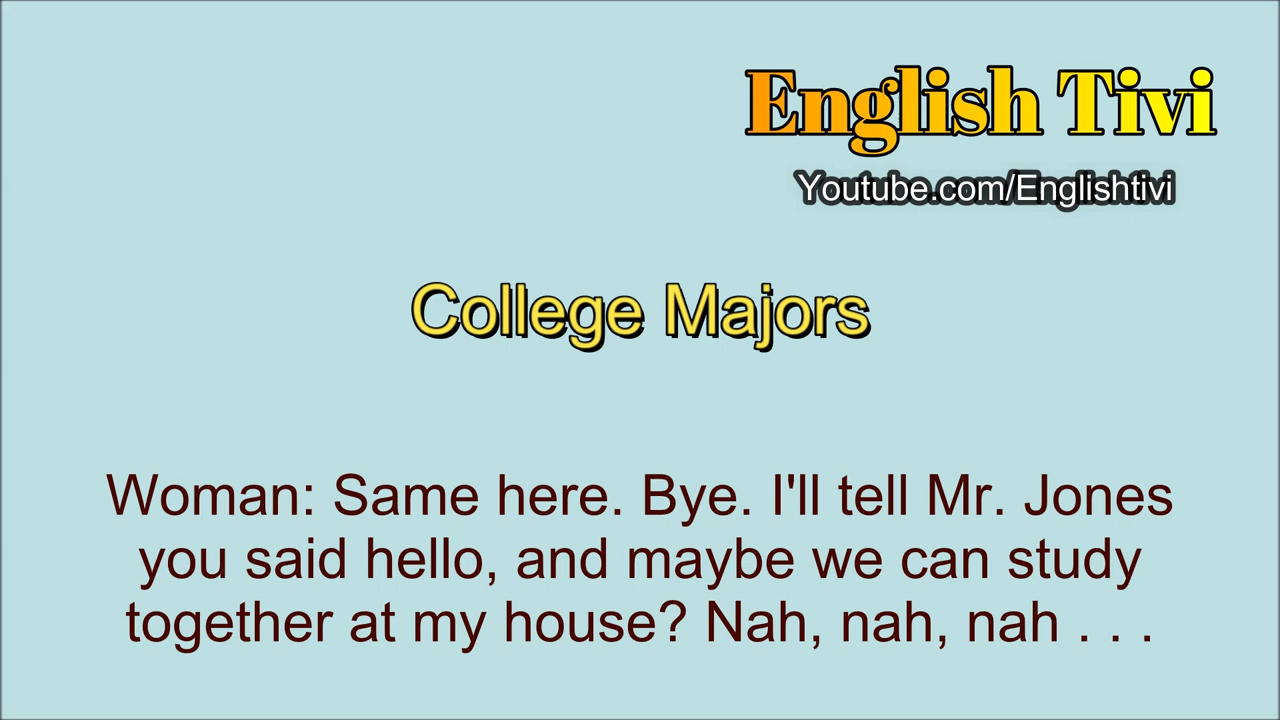 English Tivi
Youtube.com/Englishtivi
College Majors
Woman: Same here. Bye. I'll tell Mr. Jones
you said hello, and maybe we can study
together at my house? Nah, nah, nah . . .